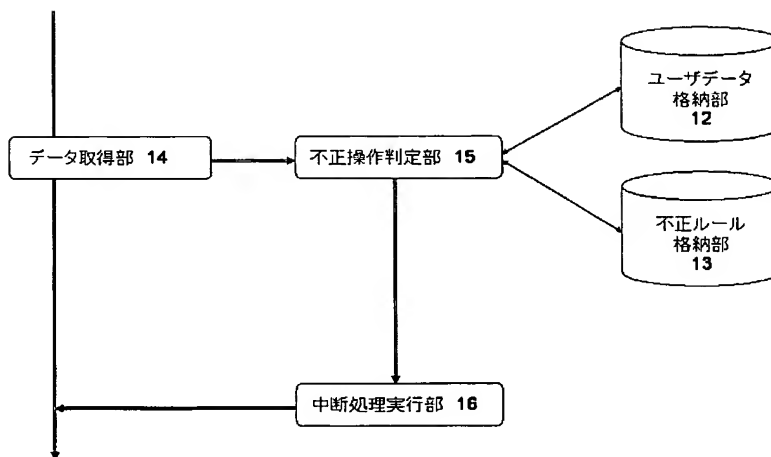 ユーザデータ
格納部
12
データ取得部 14
不正操作判定部 15
不正ルール
格納部
13
中断処理実行部 16